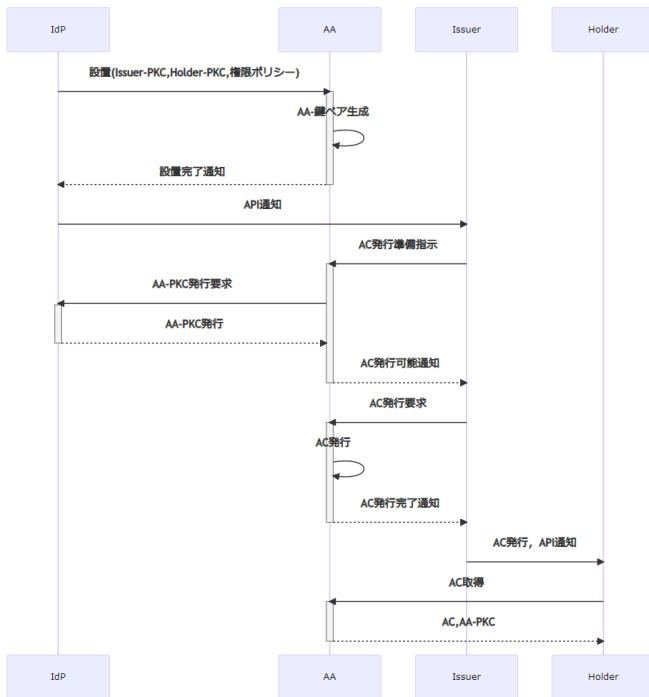 IdP
AA
Issuer
Holder
設置(Issuer-PKC,Holder-PKC,権限ポリシー)
AA-鍵ペア生成
設置完了通知
API通知
AC発行準備指示
AA-PKC発行要求
AA-PKC発行
AC発行可能通知
AC発行要求
AC発行
AC発行完了通知
AC発行，API通知
AC取得
AC,AA-PKC
IdP
AA
Issuer
Holder